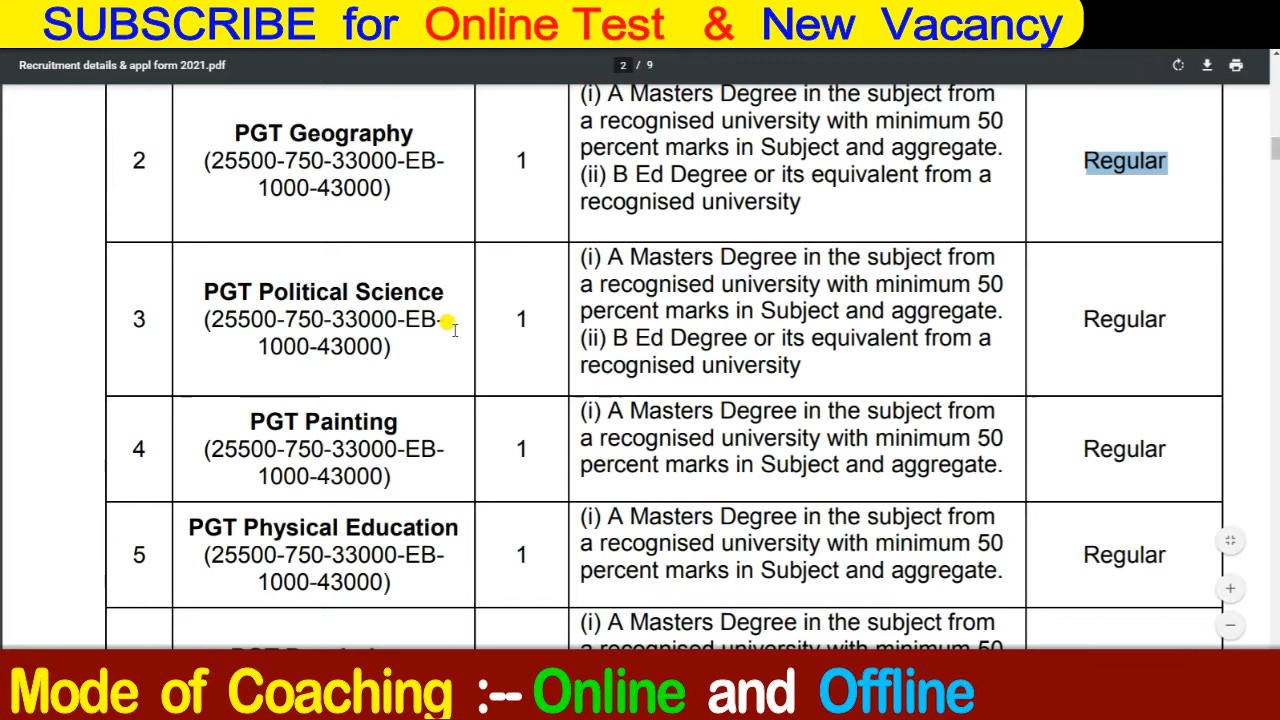 SUBSCRIBE for Online Test & New Vacancy
Recruitment details & appl form 2021.pdf
2 / 9
2
PGT Geography
(25500-750-33000-EB-
1000-43000)
1
(i) A Masters Degree in the subject from
a recognised university with minimum 50
percent marks in Subject and aggregate.
(ii) B Ed Degree or its equivalent from a
recognised university
Regular
3
PGT Political Science
(25500-750-33000-EB-
1000-43000)
1
(i) A Masters Degree in the subject from
a recognised university with minimum 50
percent marks in Subject and aggregate.
(ii) B Ed Degree or its equivalent from a
recognised university
Regular
4
PGT Painting
(25500-750-33000-EB-
1000-43000)
1
(i) A Masters Degree in the subject from
a recognised university with minimum 50
percent marks in Subject and aggregate.
Regular
5
PGT Physical Education
(25500-750-33000-EB-
1000-43000)
1
(i) A Masters Degree in the subject from
a recognised university with minimum 50
percent marks in Subject and aggregate.
Regular
(i) A Masters Degree in the subject from
a recognised university with minimum 50
Mode of Coaching :-- Online and Offline